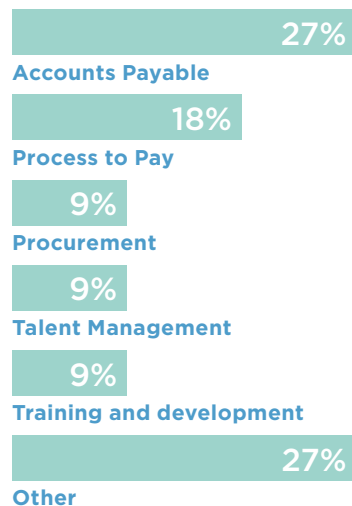 27%
Accounts Payable
18%
Process to Pay
9%
Procurement
9%
Talent Management
9%
Training and development
27%
Other